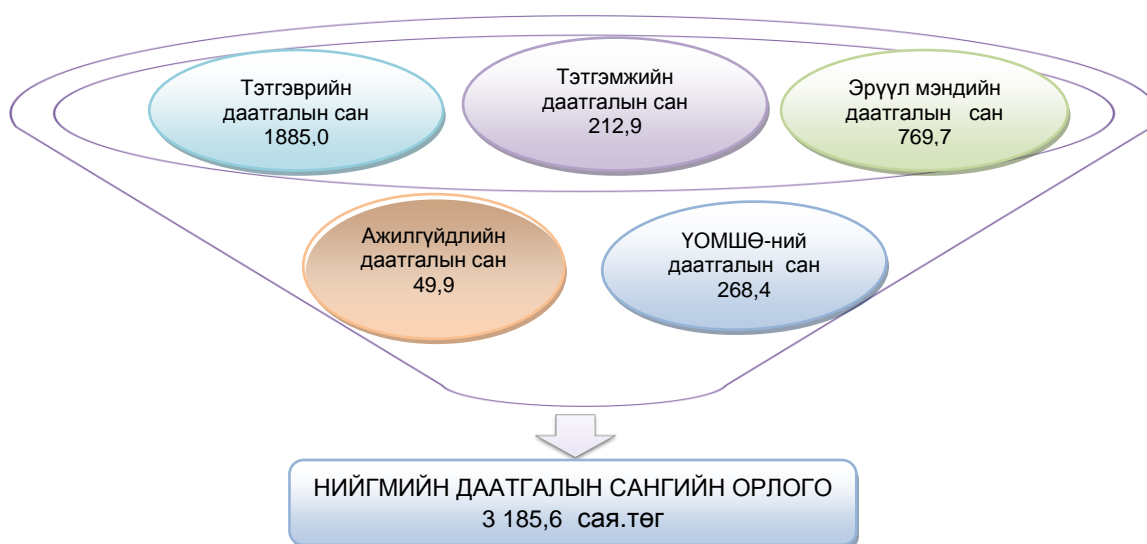 Тэтгэврийн
даатгалын сан
1885,0
Тэтгэмжийн
даатгалын сан
212,9
Эрүүл мэндийн
даатгалын сан
769,7
Ажилгүйдлийн
даатгалын сан
49,9
ҮОМШӨ-ний
даатгалын сан
268,4
НИЙГМИЙН ДААТГАЛЫН САНГИЙН ОРЛОГО
3 185,6 сая.төг